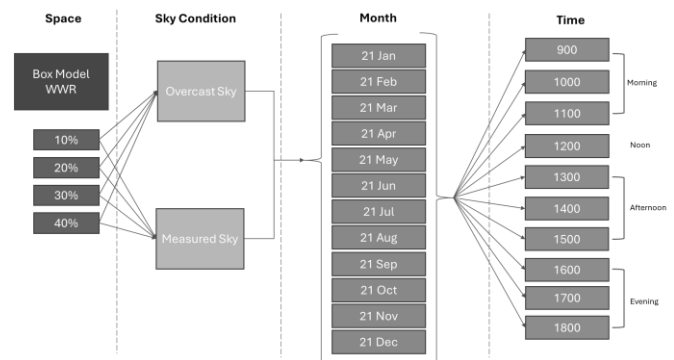 Space
Sky Condition
Month
Time
Box Model
WWR
10%
20%
30%
40%
Overcast Sky
Measured Sky
21 Jan
21 Feb
21 Mar
21 Apr
21 May
21 Jun
21 Jul
21 Aug
21 Sep
21 Oct
21 Nov
21 Dec
900
1000
1100
1200
1300
1400
1500
1600
1700
1800
Morning
Noon
Afternoon
Evening